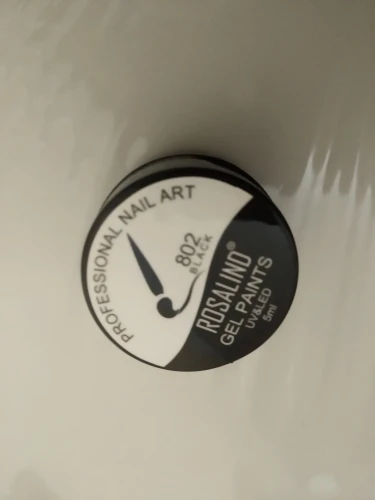 PROFESSIONAL NAIL ART
802
BLACK
ROSALIND®
GEL PAINTS
UV&LED
5ml